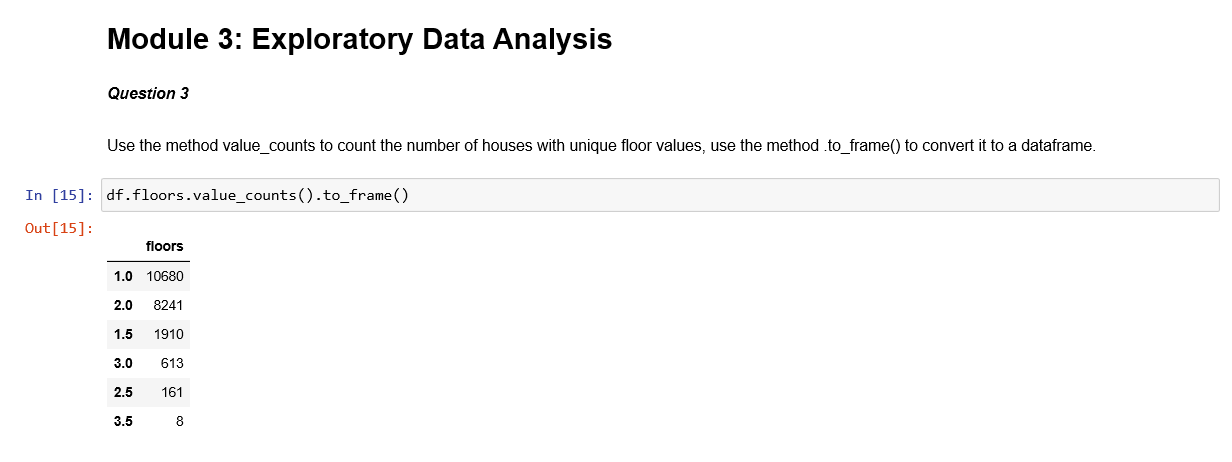 Module 3: Exploratory Data Analysis
Question 3
Use the method value_counts to count the number of houses with unique floor values, use the method .to_frame() to convert it to a dataframe.
In [15]: df.floors.value_counts().to_frame()
Out[15]:
floors
1.0 10680
2.0 8241
1.5 1910
3.0 613
2.5 161
3.5 8